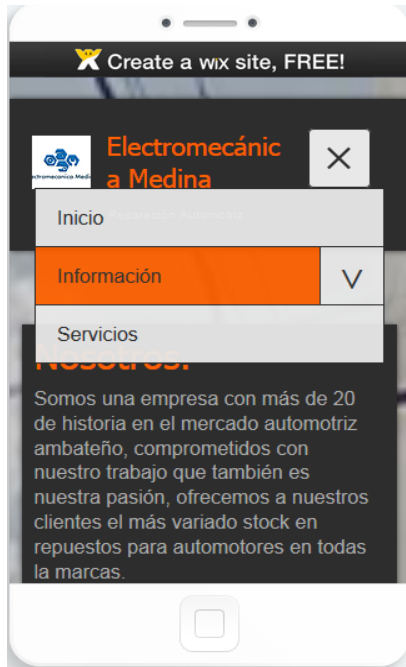 Create a WiX site, FREE!
Electromecánic
a Medina
Inicio
Información
V
Servicios
Nosotros.
Somos una empresa con más de 20
de historia en el mercado automotriz
ambateño, comprometidos con
nuestro trabajo que también es
nuestra pasión, ofrecemos a nuestros
clientes el más variado stock en
repuestos para automotores en todas
la marcas.